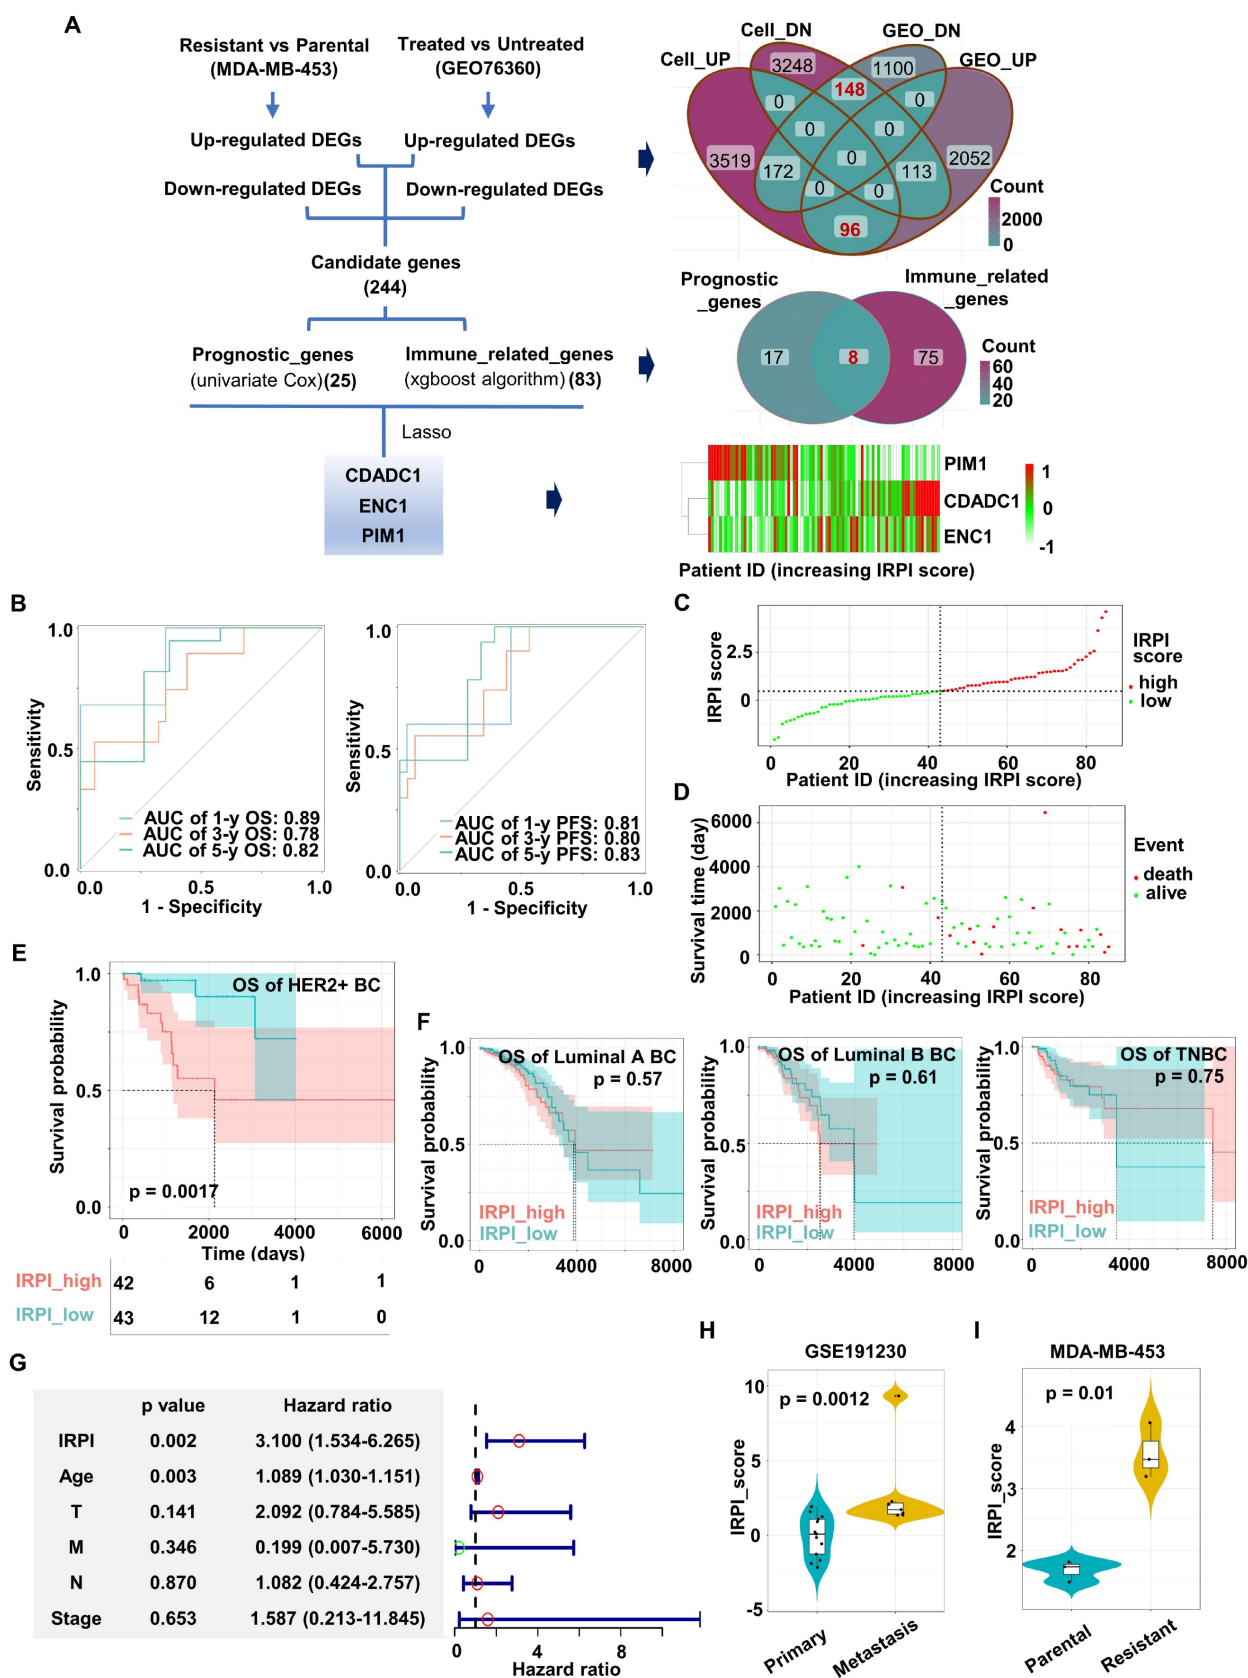 A
Resistant vs Parental
(MDA-MB-453)
Treated vs Untreated
(GEO76360)
Up-regulated DEGs
Up-regulated DEGs
Down-regulated DEGs
Down-regulated DEGs
Candidate genes
(244)
Prognostic_genes
(univariate Cox)(25)
Immune_related_genes
(xgboost algorithm)(83)
Lasso
CDADC1
ENC1
PIM1
Cell_UP
Cell_DN
GEO_DN
GEO_UP
3248
1100
148
0
0
0
0
3519
172
0
113
2052
0
0
96
Count
2000
0
Prognostic
_genes
Immune_related
_genes
17
8
75
Count
60
40
20
PIM1
CDADC1
ENC1
1
0
-1
Patient ID (increasing IRPI score)
B
Sensitivity
1.0
0.5
0.0
AUC of 1-y OS: 0.89
AUC of 3-y OS: 0.78
AUC of 5-y OS: 0.82
0.0
0.5
1.0
1 - Specificity
Sensitivity
1.0
0.5
0.0
AUC of 1-y PFS: 0.81
AUC of 3-y PFS: 0.80
AUC of 5-y PFS: 0.83
0.0
0.5
1.0
1 - Specificity
C
IRPI score
2.5
0
0
20
40
60
80
Patient ID (increasing IRPI score)
IRPI
score
high
low
D
Survival time (day)
6000
4000
2000
0
0
20
40
60
80
Patient ID (increasing IRPI score)
Event
death
alive
E
Survival probability
1.0
0.5
0.0
OS of HER2+ BC
p = 0.0017
0
2000
4000
6000
Time (days)
IRPI_high
42
6
1
1
IRPI_low
43
12
1
0
F
Survival probability
1.0
0.5
0.0
OS of Luminal A BC
p = 0.57
IRPI_high
IRPI_low
0
4000
8000
Survival probability
1.0
0.5
0.0
OS of Luminal B BC
p = 0.61
IRPI_high
IRPI_low
0
4000
8000
Survival probability
1.0
0.5
0.0
OS of TNBC
p = 0.75
IRPI_high
IRPI_low
0
4000
8000
G
p value
Hazard ratio
IRPI
0.002
3.100 (1.534-6.265)
Age
0.003
1.089 (1.030-1.151)
T
0.141
2.092 (0.784-5.585)
M
0.346
0.199 (0.007-5.730)
N
0.870
1.082 (0.424-2.757)
Stage
0.653
1.587 (0.213-11.845)
0
4
8
Hazard ratio
H
GSE191230
IRPI_score
10
5
0
-5
p = 0.0012
Primary
Metastasis
I
MDA-MB-453
IRPI_score
4
3
2
p = 0.01
Parental
Resistant